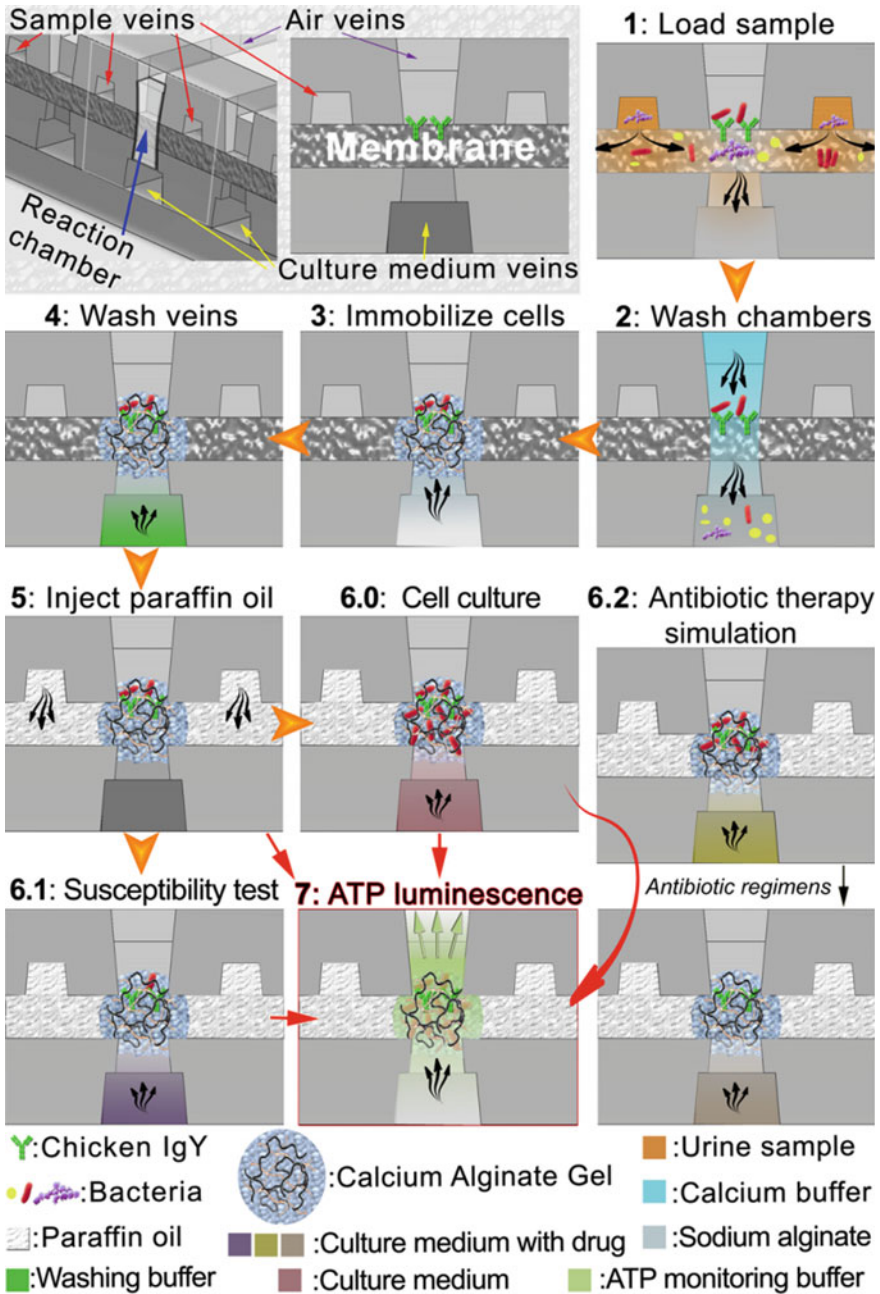 Sample veins
Air veins
1: Load sample
Membrane
Reaction
chamber
Culture medium veins
4: Wash veins
3: Immobilize cells
2: Wash chambers
5: Inject paraffin oil
6.0: Cell culture
6.2: Antibiotic therapy
simulation
Antibiotic regimens
6.1: Susceptibility test
7: ATP luminescence
:Chicken IgY
:Bacteria
:Paraffin oil
:Washing buffer
:Calcium Alginate Gel
:Culture medium with drug
:Culture medium
:Urine sample
:Calcium buffer
:Sodium alginate
:ATP monitoring buffer